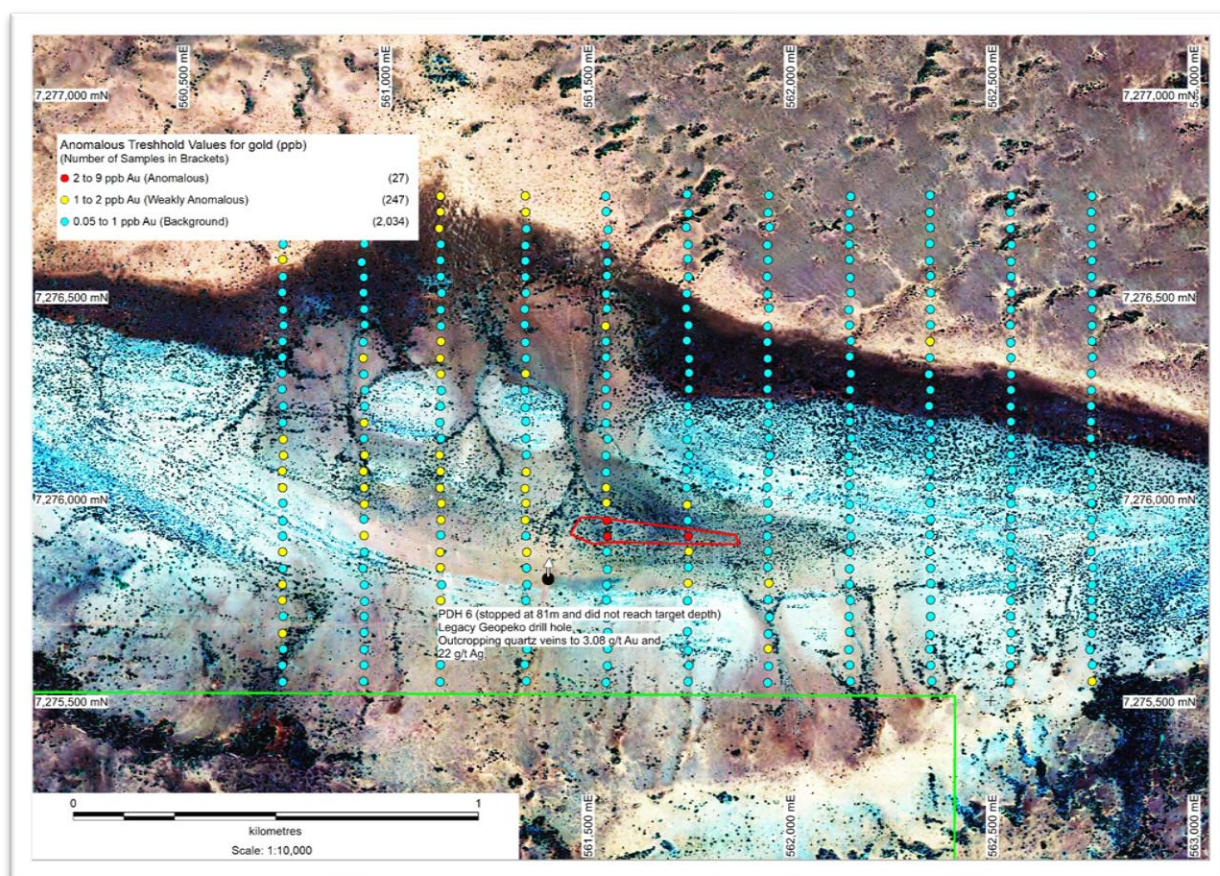 560,500 mE
561,000 mE
561,500 mE
562,000 mE
562,500 mE
7,277,000 mN
7,277,000 mN
Anomalous Treshhold Values for gold (ppb)
(Number of Samples in Brackets)
2 to 9 ppb Au (Anomalous) (27)
1 to 2 ppb Au (Weakly Anomalous) (247)
0.05 to 1 ppb Au (Background) (2,034)
7,276,500 mN
7,276,500 mN
7,276,000 mN
7,276,000 mN
PDH 6 (stopped at 81m and did not reach target depth)
Legacy Geopeko drill hole
Outcropping quartz veins to 3.08 g/t Au and
22 g/t Ag
7,275,500 mN
7,275,500 mN
0 1
kilometres
Scale: 1:10,000
561,500 mE
562,000 mE
562,500 mE
563,000 mE